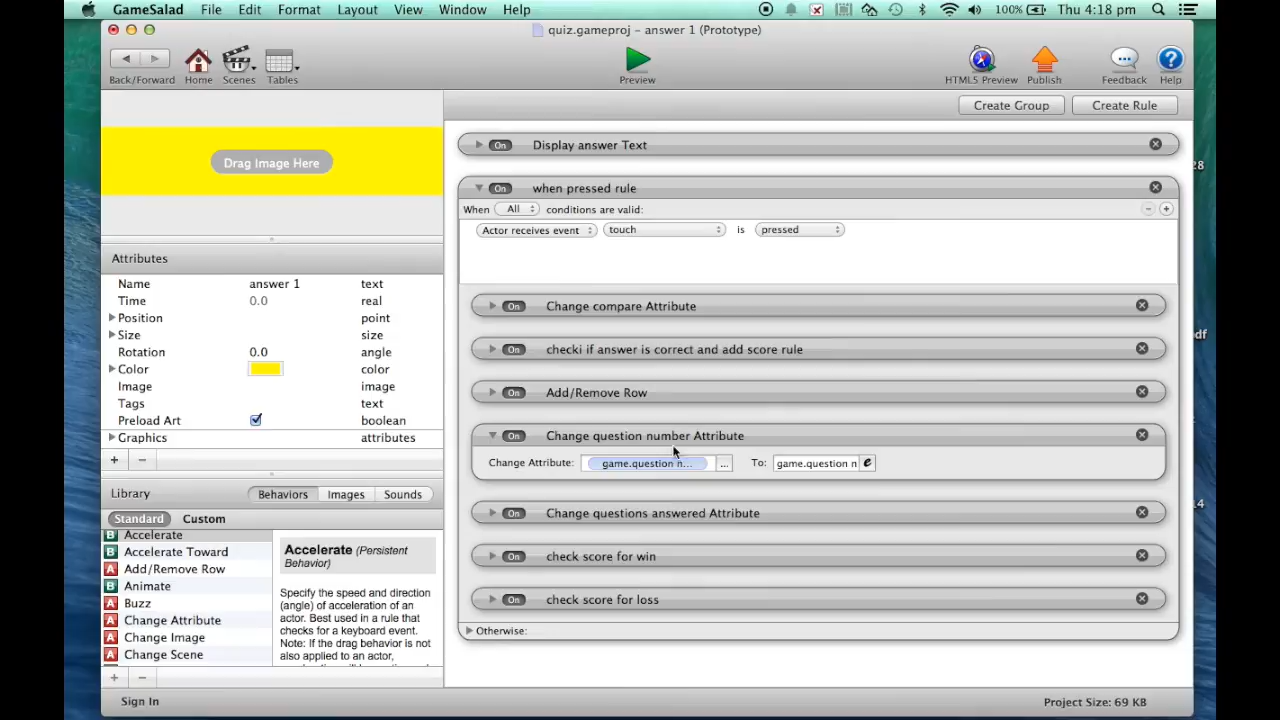 GameSalad File Edit Format Layout View Window Help 100% Thu 4:18 pm
quiz.gameproj – answer 1 (Prototype)
Back/Forward Home Scenes Tables Preview HTML5 Preview Publish Feedback Help
Create Group Create Rule
Drag Image Here
Attributes
Name answer 1 text
Time 0.0 real
Position point
Size size
Rotation 0.0 angle
Color color
Image image
Tags text
Preload Art boolean
Graphics attributes
+ −
Library Behaviors Images Sounds
Standard Custom
Accelerate
Accelerate Toward
Add/Remove Row
Animate
Buzz
Change Attribute
Change Image
Change Scene
Accelerate (Persistent
Behavior)
Specify the speed and direction
(angle) of acceleration of an
actor. Best used in a rule that
checks for a keyboard event.
Note: If the drag behavior is not
also applied to an actor,
+ −
Sign In
On Display answer Text
On when pressed rule
When All conditions are valid: − +
Actor receives event touch is pressed
On Change compare Attribute
On checki if answer is correct and add score rule
On Add/Remove Row
On Change question number Attribute
Change Attribute: game.question n... ... To: game.question n e
On Change questions answered Attribute
On check score for win
On check score for loss
Otherwise:
Project Size: 69 KB
28
pdf
14